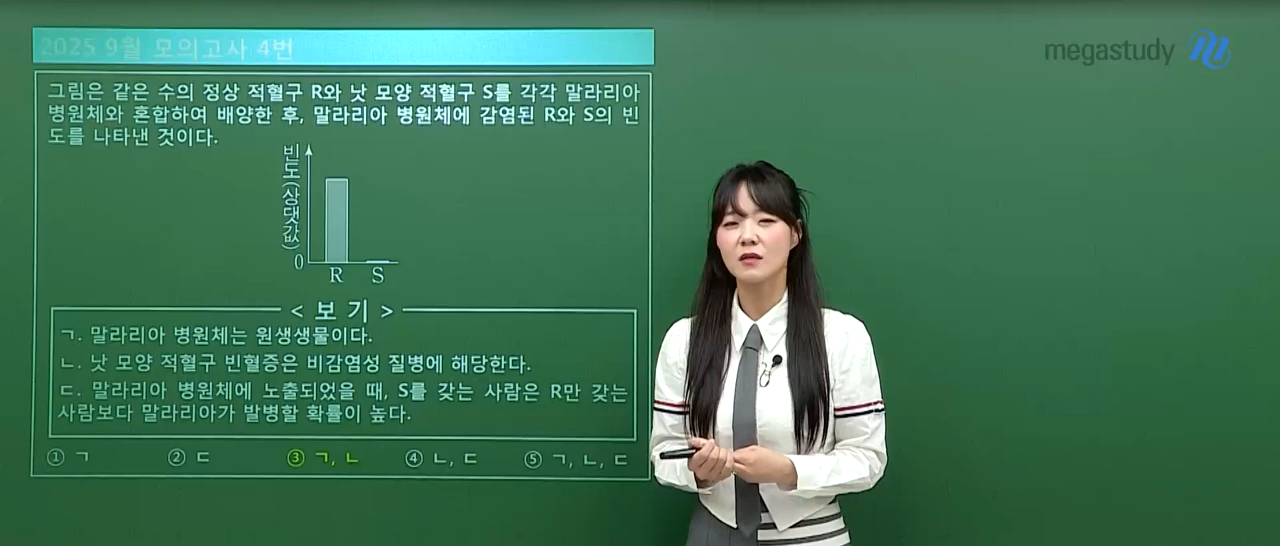 2025 9월 모의고사 4번
megastudy
그림은 같은 수의 정상 적혈구 R와 낫 모양 적혈구 S를 각각 말라리아
병원체와 혼합하여 배양한 후, 말라리아 병원체에 감염된 R와 S의 빈
도를 나타낸 것이다.
빈도(상댓값)
0
R S
< 보 기 >
ㄱ. 말라리아 병원체는 원생생물이다.
ㄴ. 낫 모양 적혈구 빈혈증은 비감염성 질병에 해당한다.
ㄷ. 말라리아 병원체에 노출되었을 때, S를 갖는 사람은 R만 갖는
사람보다 말라리아가 발병할 확률이 높다.
① ㄱ ② ㄷ ③ ㄱ, ㄴ ④ ㄴ, ㄷ ⑤ ㄱ, ㄴ, ㄷ